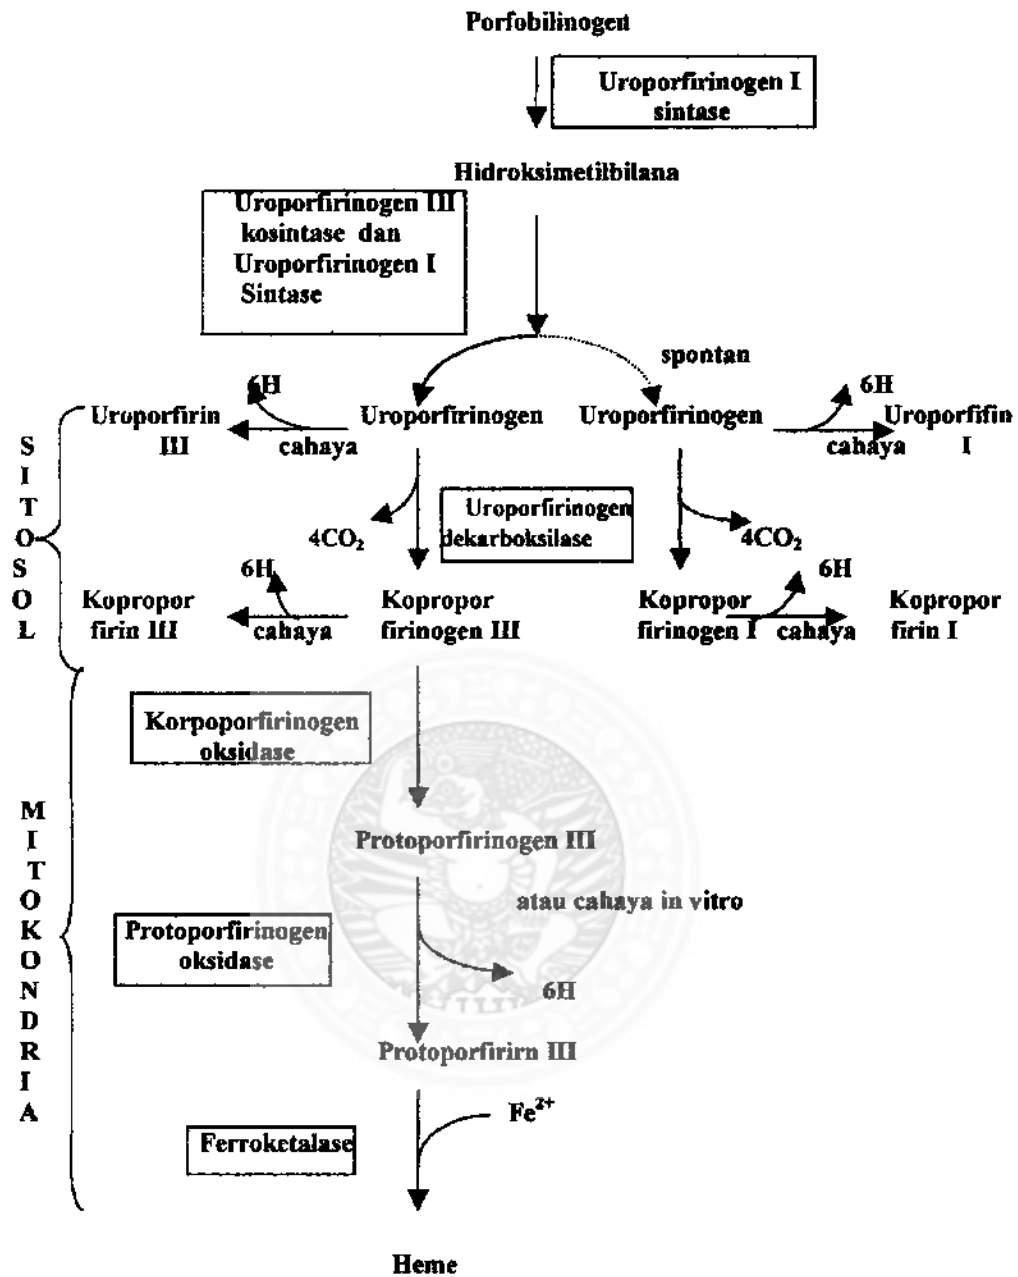 Porfobilinogen
Uroporfirinogen I
sintase
Hidroksimetilbilana
Uroporfirinogen III
kosintase dan
Uroporfirinogen I
Sintase
spontan
6H
6H
Uroporfirin
III
cahaya
Uroporfirinogen
Uroporfirinogen
cahaya
Uroporfifin
I
SITOSOL
4CO₂
Uroporfirinogen
dekarboksilase
4CO₂
6H
6H
Kopropor
firin III
cahaya
Kopropor
firinogen III
Kopropor
firinogen I
cahaya
Kopropor
firin I
Korpoporfirinogen
oksidase
MITOKONDRIA
Protoporfirinogen III
atau cahaya in vitro
Protoporfirinogen
oksidase
6H
Protoporfirirn III
Fe²⁺
Ferroketalase
Heme